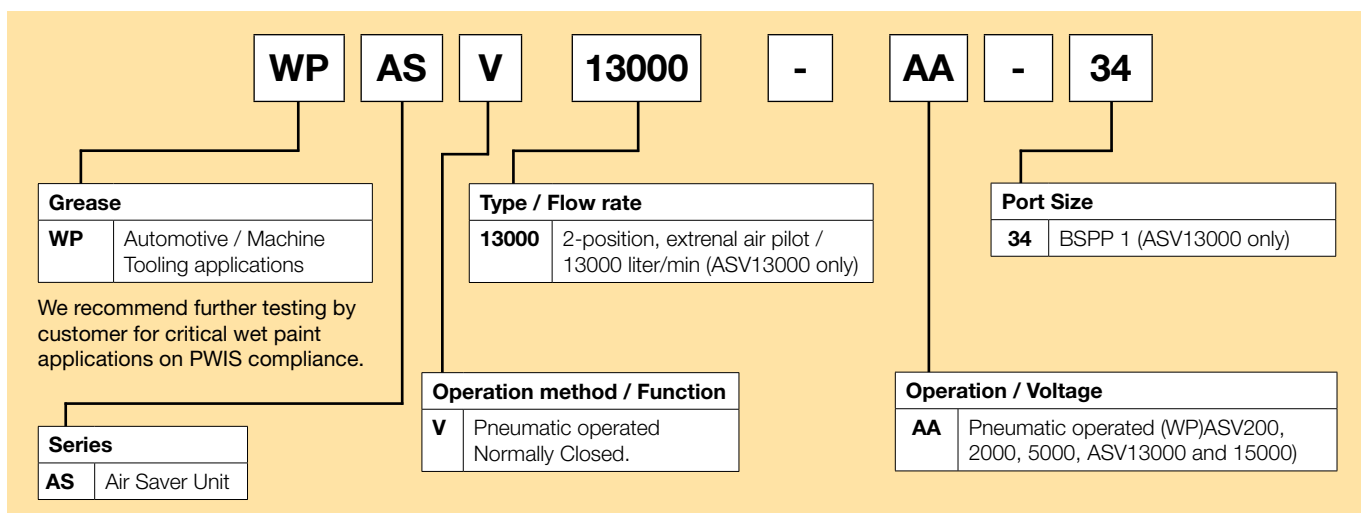 WP AS V 13000 - AA - 34
Grease
WP Automotive / Machine
Tooling applications
We recommend further testing by
customer for critical wet paint
applications on PWIS compliance.
Series
AS Air Saver Unit
Operation method / Function
V Pneumatic operated
Normally Closed.
Type / Flow rate
13000 2-position, extrenal air pilot /
13000 liter/min (ASV13000 only)
Operation / Voltage
AA Pneumatic operated (WP)ASV200,
2000, 5000, ASV13000 and 15000)
Port Size
34 BSPP 1 (ASV13000 only)